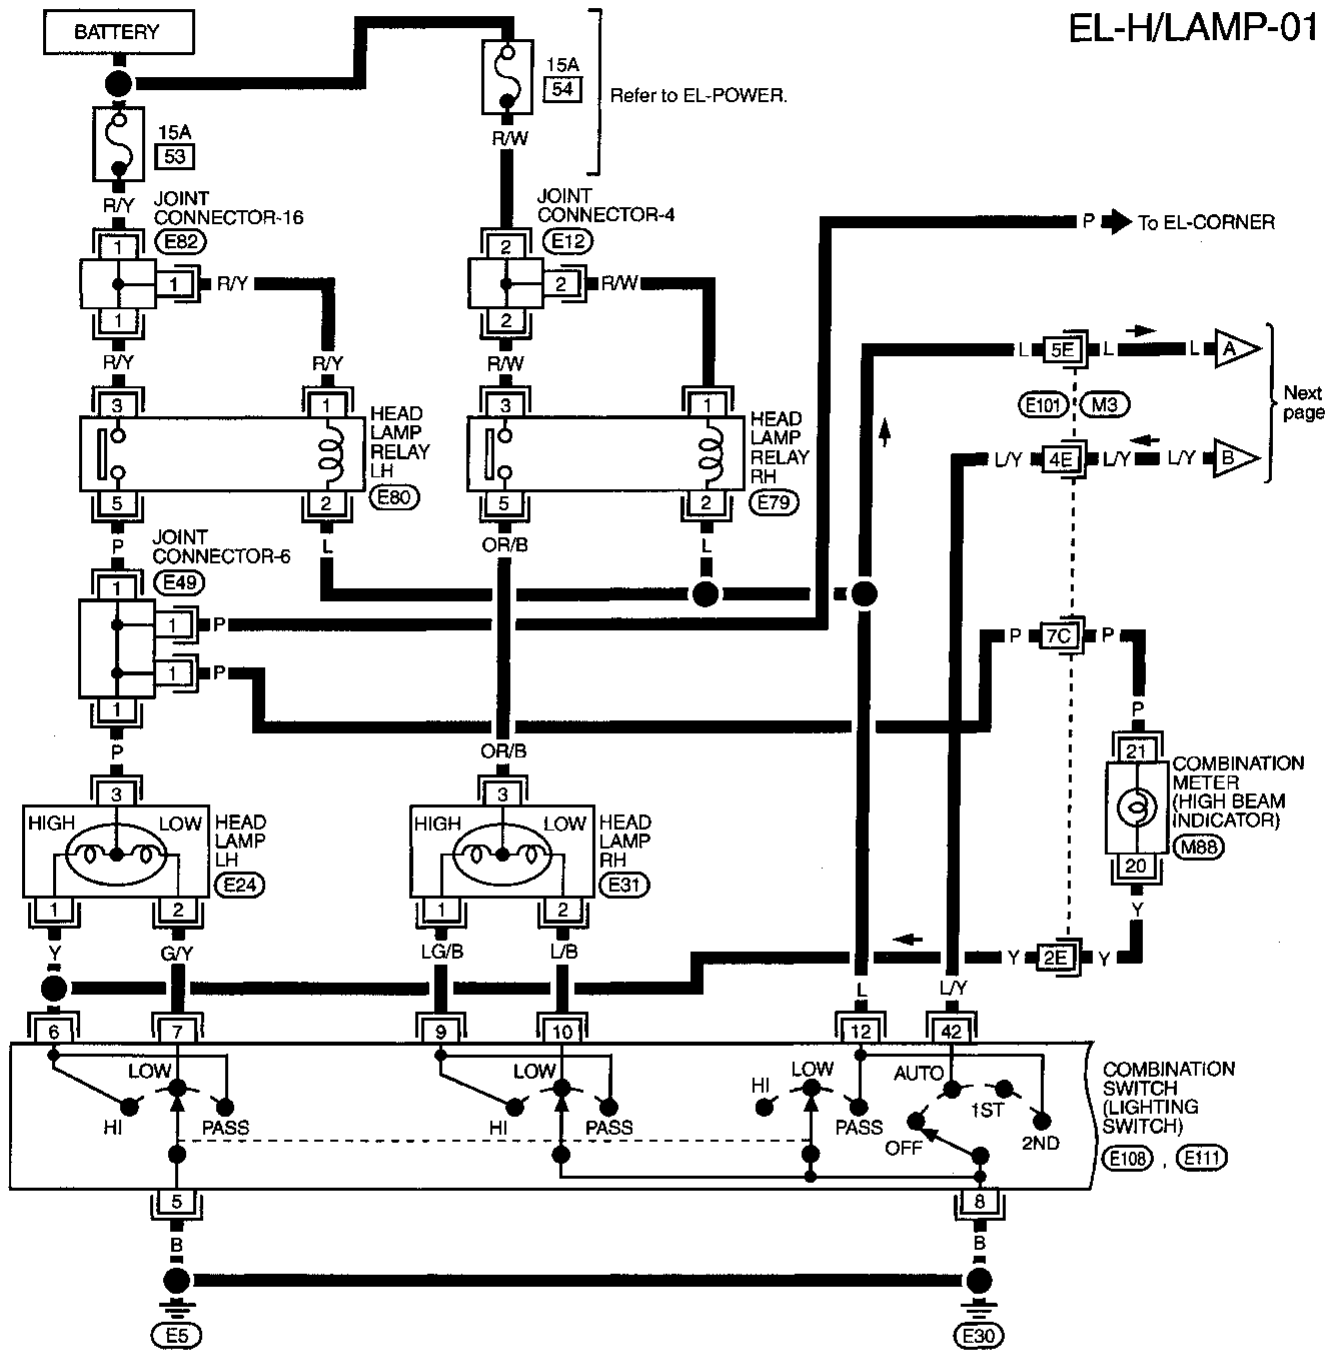 EL-H/LAMP-01
BATTERY
15A
54
Refer to EL-POWER.
R/W
15A
53
R/Y
JOINT
CONNECTOR-16
E82
JOINT
CONNECTOR-4
E12
P
To EL-CORNER
1
1
R/Y
1
2
2
R/W
2
R/Y
R/Y
R/W
L
5E
L
L
A
E101
M3
Next
page
L/Y
4E
L/Y
L/Y
B
3
1
HEAD
LAMP
RELAY
LH
E80
5
2
3
1
HEAD
LAMP
RELAY
RH
E79
5
2
P
L
OR/B
L
JOINT
CONNECTOR-6
E49
1
1
P
1
P
1
P
7C
P
P
P
OR/B
21
COMBINATION
METER
(HIGH BEAM
INDICATOR)
M88
20
Y
3
HIGH
LOW
HEAD
LAMP
LH
E24
1
2
3
HIGH
LOW
HEAD
LAMP
RH
E31
1
2
Y
G/Y
LG/B
L/B
Y
2E
Y
L
L/Y
6
7
9
10
12
42
LOW
HI
PASS
LOW
HI
PASS
HI
LOW
PASS
AUTO
1ST
OFF
2ND
COMBINATION
SWITCH
(LIGHTING
SWITCH)
E108 , E111
5
8
B
B
E5
E30